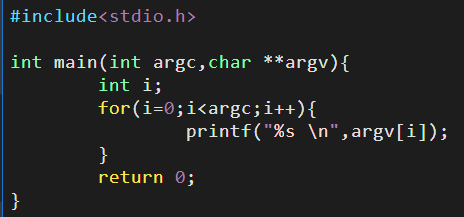 #include<stdio.h>
int main(int argc,char **argv){
        int i;
        for(i=0;i<argc;i++){
                printf("%s \n",argv[i]);
        }
        return 0;
}